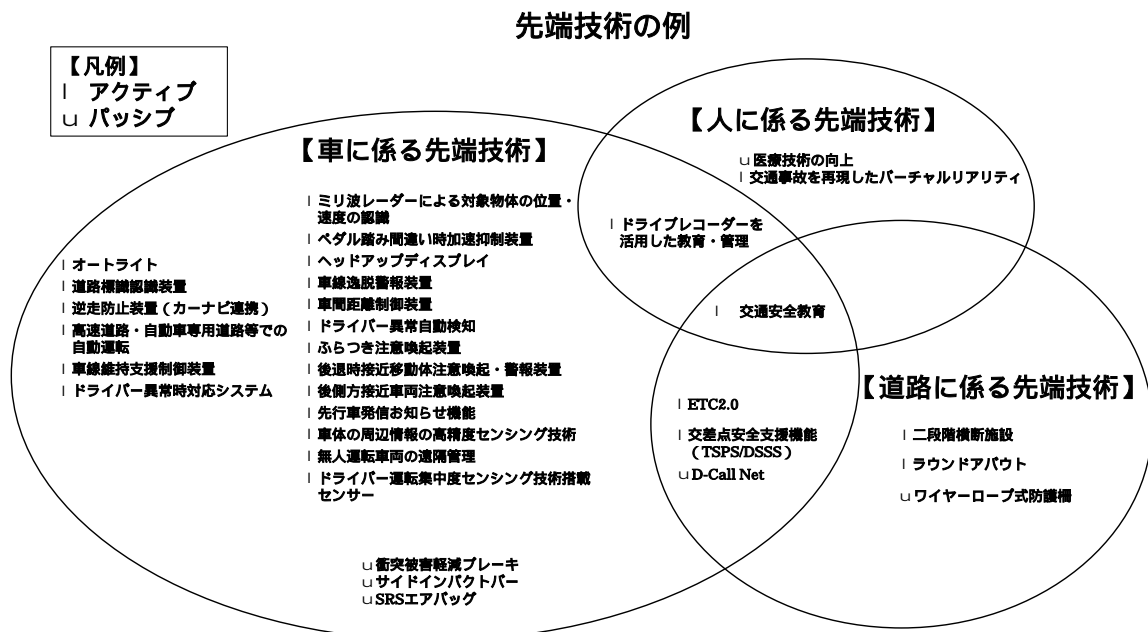 先端技術の例
【凡例】
l アクティブ
u パッシブ
【車に係る先端技術】
l オートライト
l 道路標識認識装置
l 逆走防止装置(カーナビ連携)
l 高速道路・自動車専用道路等での
自動運転
l 車線維持支援制御装置
l ドライバー異常時対応システム
l ミリ波レーダーによる対象物体の位置・
速度の認識
l ペダル踏み間違い時加速抑制装置
l ヘッドアップディスプレイ
l 車線逸脱警報装置
l 車間距離制御装置
l ドライバー異常自動検知
l ふらつき注意喚起装置
l 後退時接近移動体注意喚起・警報装置
l 後側方接近車両注意喚起装置
l 先行車発信お知らせ機能
l 車体の周辺情報の高精度センシング技術
l 無人運転車両の遠隔管理
l ドライバー運転集中度センシング技術搭載
センサー
u 衝突被害軽減ブレーキ
u サイドインパクトバー
u SRSエアバッグ
【人に係る先端技術】
u 医療技術の向上
l 交通事故を再現したバーチャルリアリティ
l ドライブレコーダーを
活用した教育・管理
l 交通安全教育
l ETC2.0
l 交差点安全支援機能
(TSPS/DSSS)
u D-Call Net
【道路に係る先端技術】
l 二段階横断施設
l ラウンドアバウト
u ワイヤーロープ式防護柵